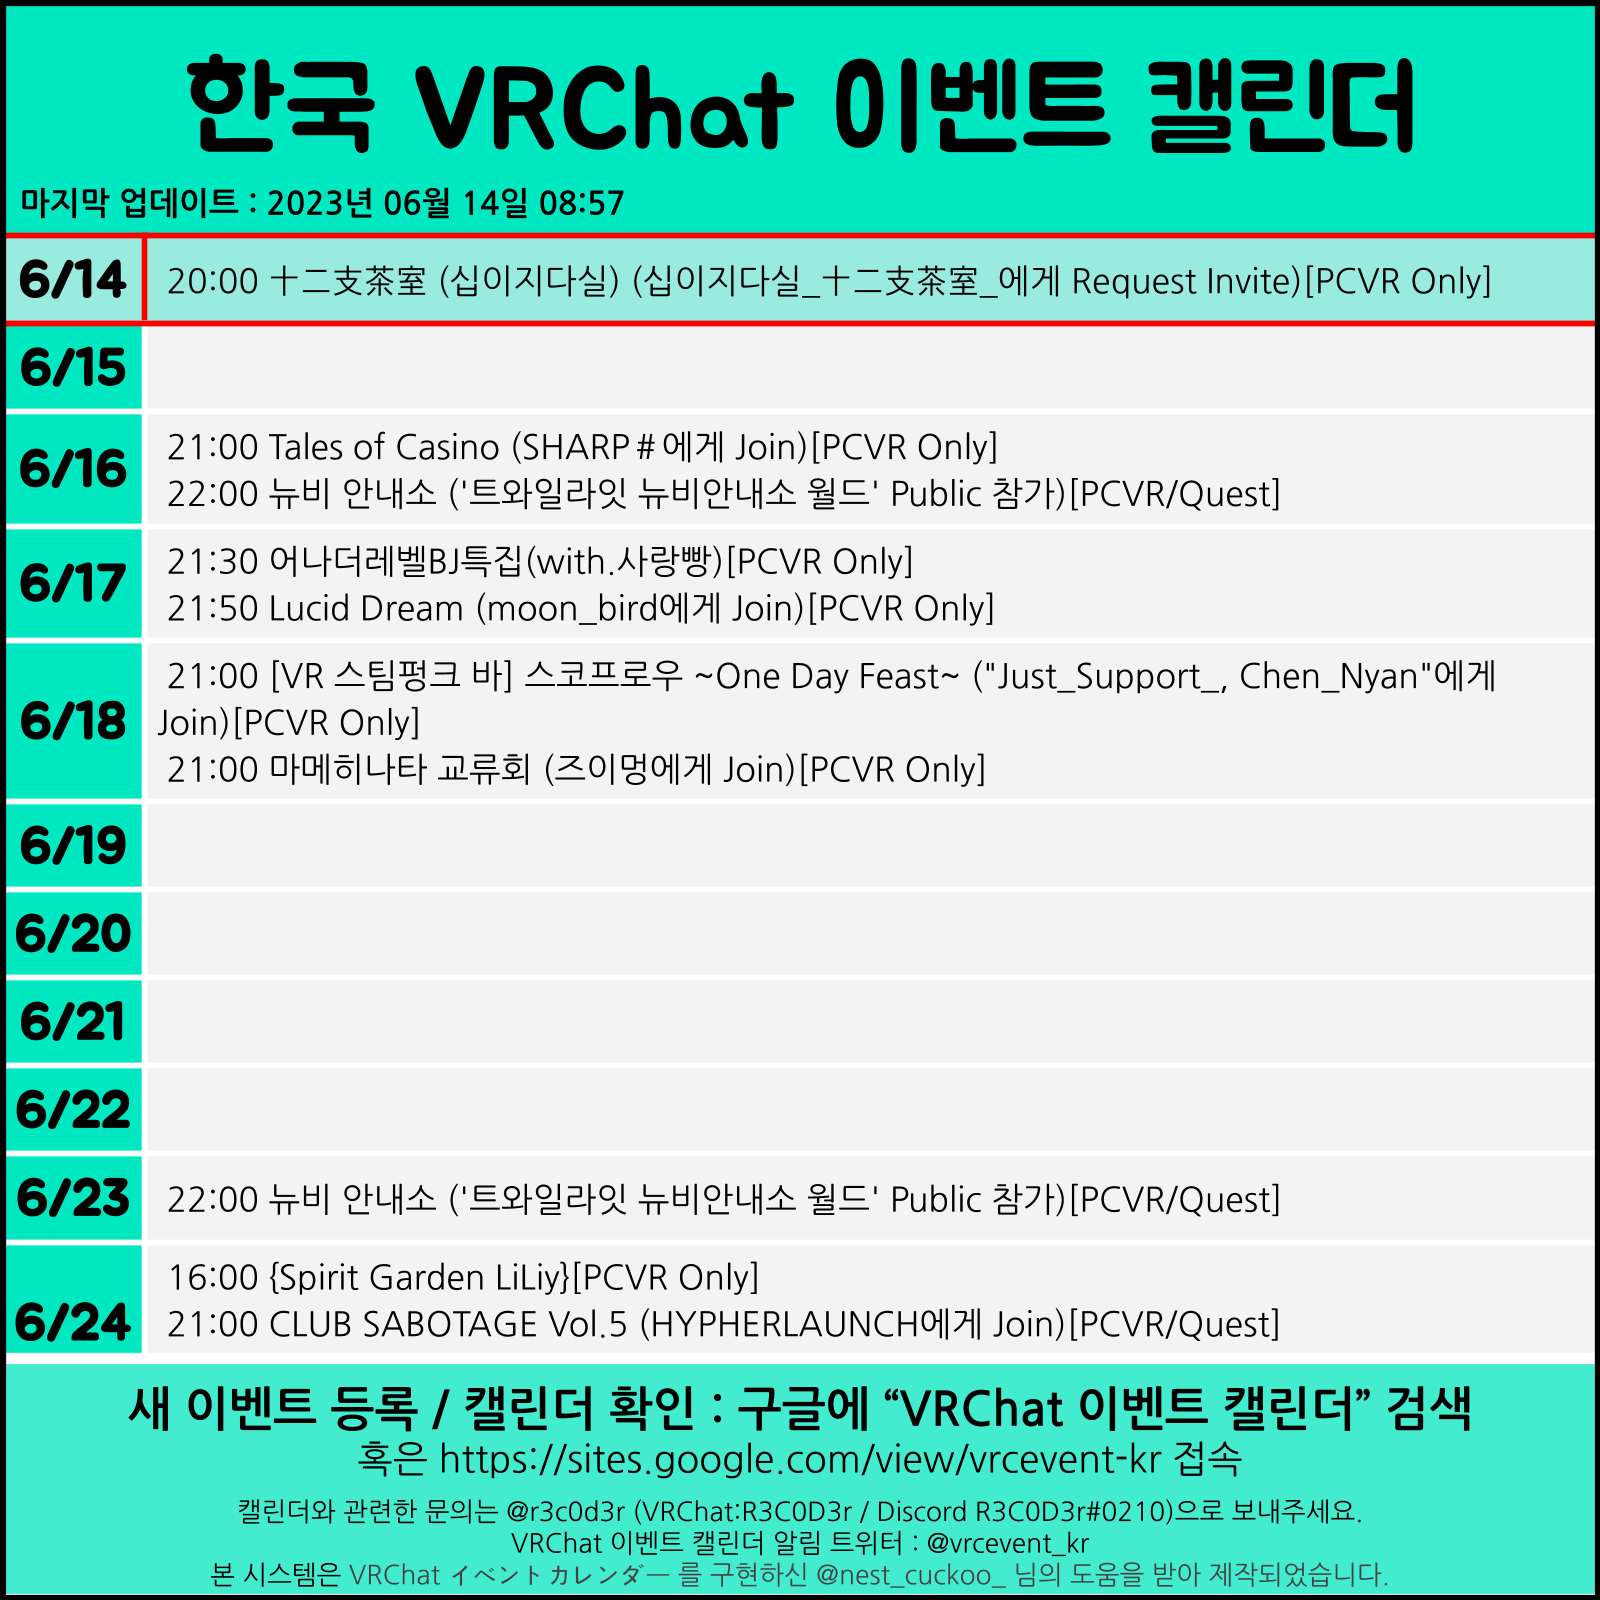 한국 VRChat 이벤트 캘린더
마지막 업데이트 : 2023년 06월 14일 08:57
6/14
20:00 十二支茶室 (십이지다실) (십이지다실_十二支茶室_에게 Request Invite)[PCVR Only]
6/15
6/16
21:00 Tales of Casino (SHARP＃에게 Join)[PCVR Only]
22:00 뉴비 안내소 ('트와일라잇 뉴비안내소 월드' Public 참가)[PCVR/Quest]
6/17
21:30 어나더레벨BJ특집(with.사랑빵)[PCVR Only]
21:50 Lucid Dream (moon_bird에게 Join)[PCVR Only]
6/18
21:00 [VR 스팀펑크 바] 스코프로우 ~One Day Feast~ ("Just_Support_, Chen_Nyan"에게
Join)[PCVR Only]
21:00 마메히나타 교류회 (즈이멍에게 Join)[PCVR Only]
6/19
6/20
6/21
6/22
6/23
22:00 뉴비 안내소 ('트와일라잇 뉴비안내소 월드' Public 참가)[PCVR/Quest]
6/24
16:00 {Spirit Garden LiLiy}[PCVR Only]
21:00 CLUB SABOTAGE Vol.5 (HYPHERLAUNCH에게 Join)[PCVR/Quest]
새 이벤트 등록 / 캘린더 확인 : 구글에 “VRChat 이벤트 캘린더” 검색
혹은 https://sites.google.com/view/vrcevent-kr 접속
캘린더와 관련한 문의는 @r3c0d3r (VRChat:R3C0D3r / Discord R3C0D3r#0210)으로 보내주세요.
VRChat 이벤트 캘린더 알림 트위터 : @vrcevent_kr
본 시스템은 VRChat イベントカレンダー 를 구현하신 @nest_cuckoo_ 님의 도움을 받아 제작되었습니다.